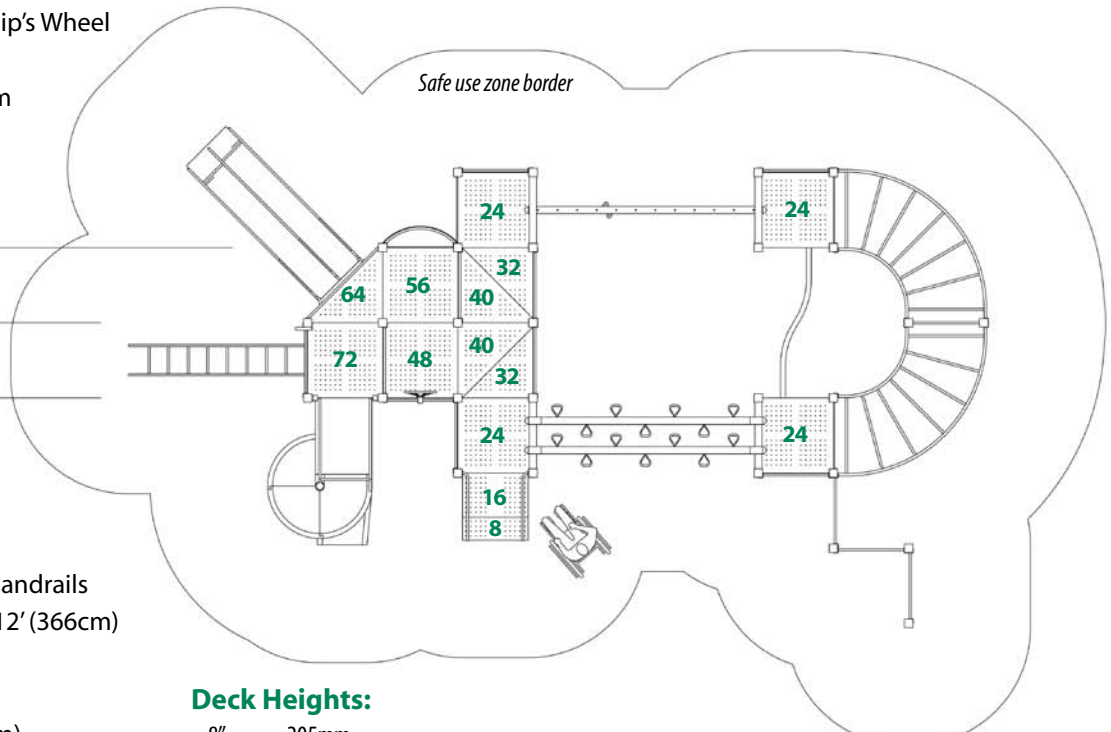 ip's Wheel
Safe use zone border
m
24
24
32
56
64
40
40
72
48
32
24
24
16
8
andrails
12’ (366cm)
Deck Heights: